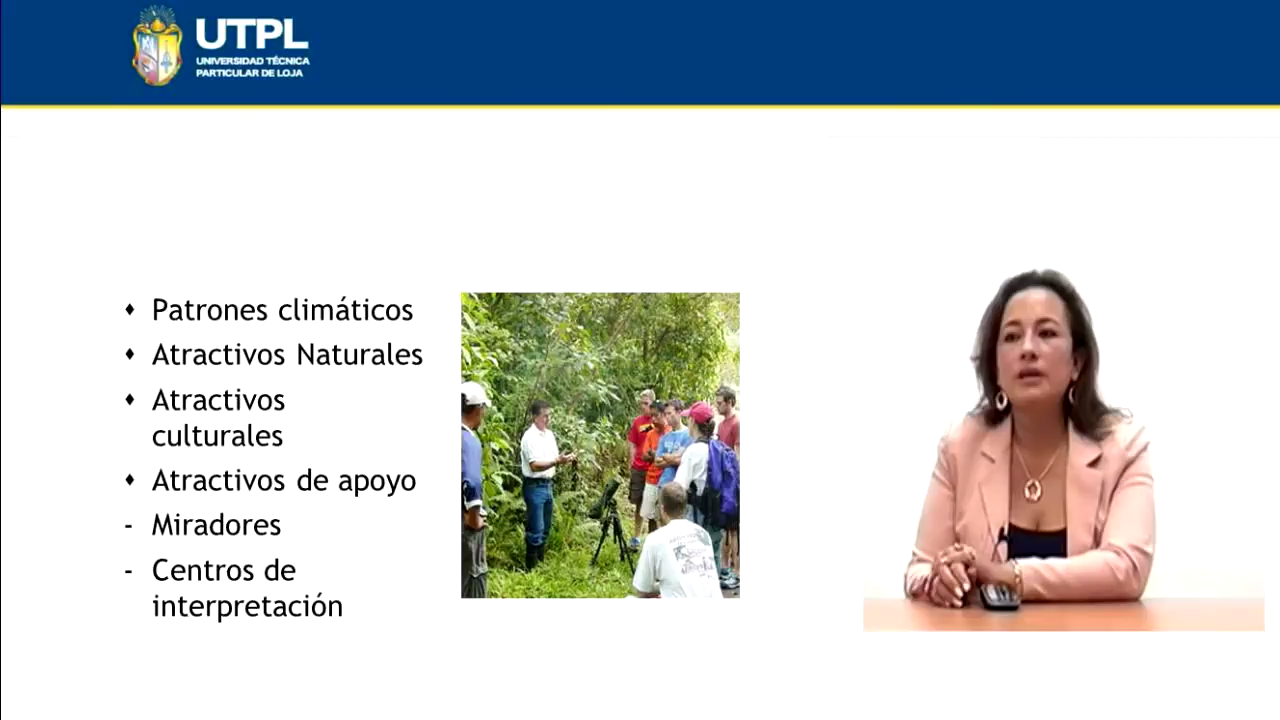 UTPL
UNIVERSIDAD TÉCNICA
PARTICULAR DE LOJA
♦ Patrones climáticos
♦ Atractivos Naturales
♦ Atractivos
culturales
♦ Atractivos de apoyo
- Miradores
- Centros de
interpretación